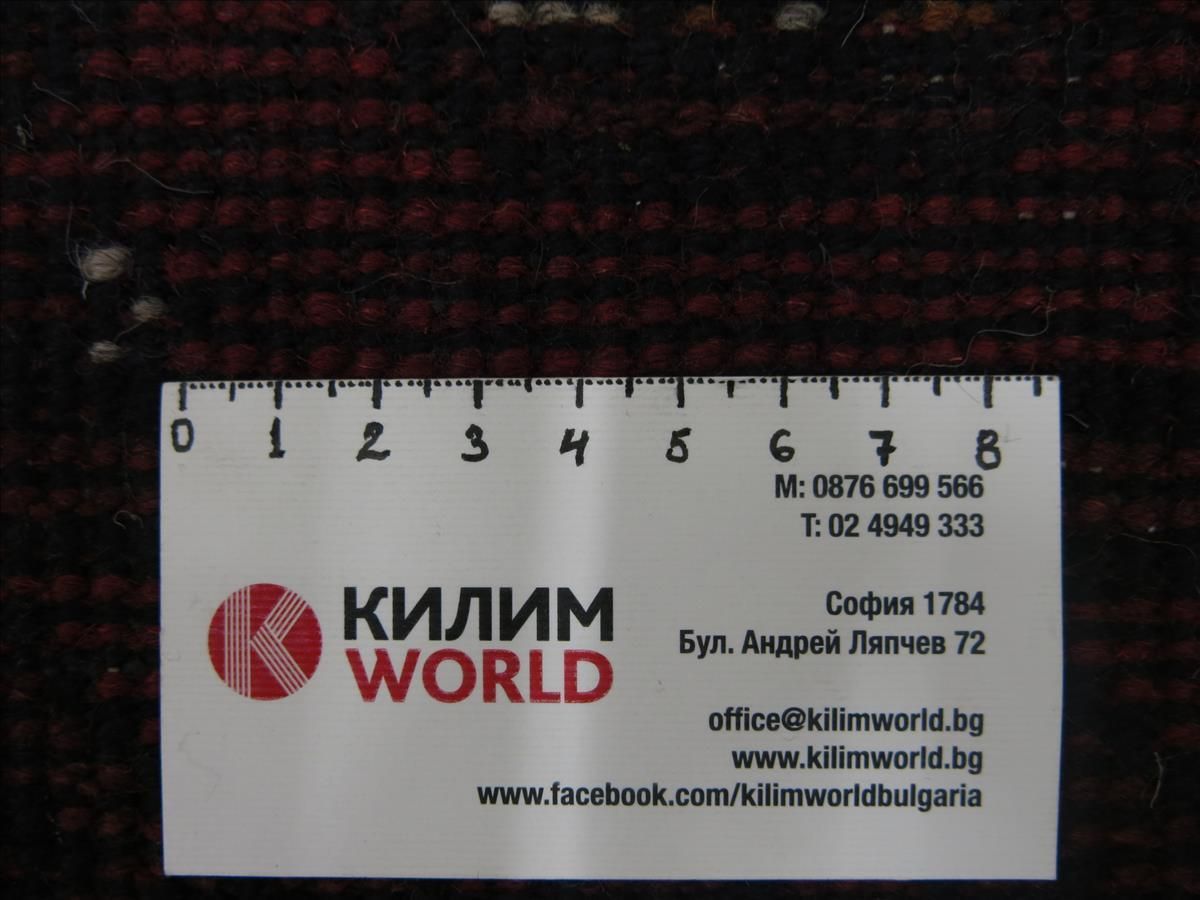 0 1 2 3 4 5 6 7 8
M: 0876 699 566
T: 02 4949 333
КИЛИМ
WORLD
София 1784
Бул. Андрей Ляпчев 72
office@kilimworld.bg
www.kilimworld.bg
www.facebook.com/kilimworldbulgaria